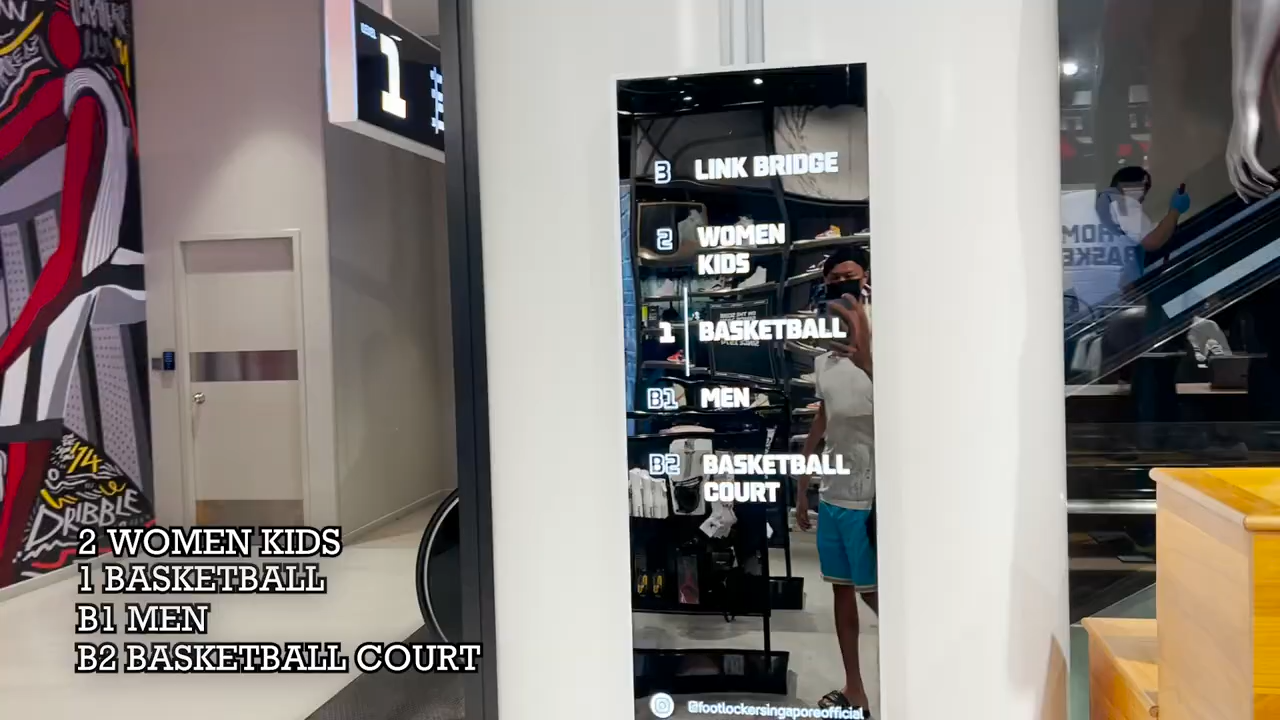 1
3 LINK BRIDGE
2 WOMEN
KIDS
1 BASKETBALL
B1 MEN
B2 BASKETBALL
COURT
@footlockersingaporeofficial
DRIBBLE
2 WOMEN KIDS
1 BASKETBALL
B1 MEN
B2 BASKETBALL COURT